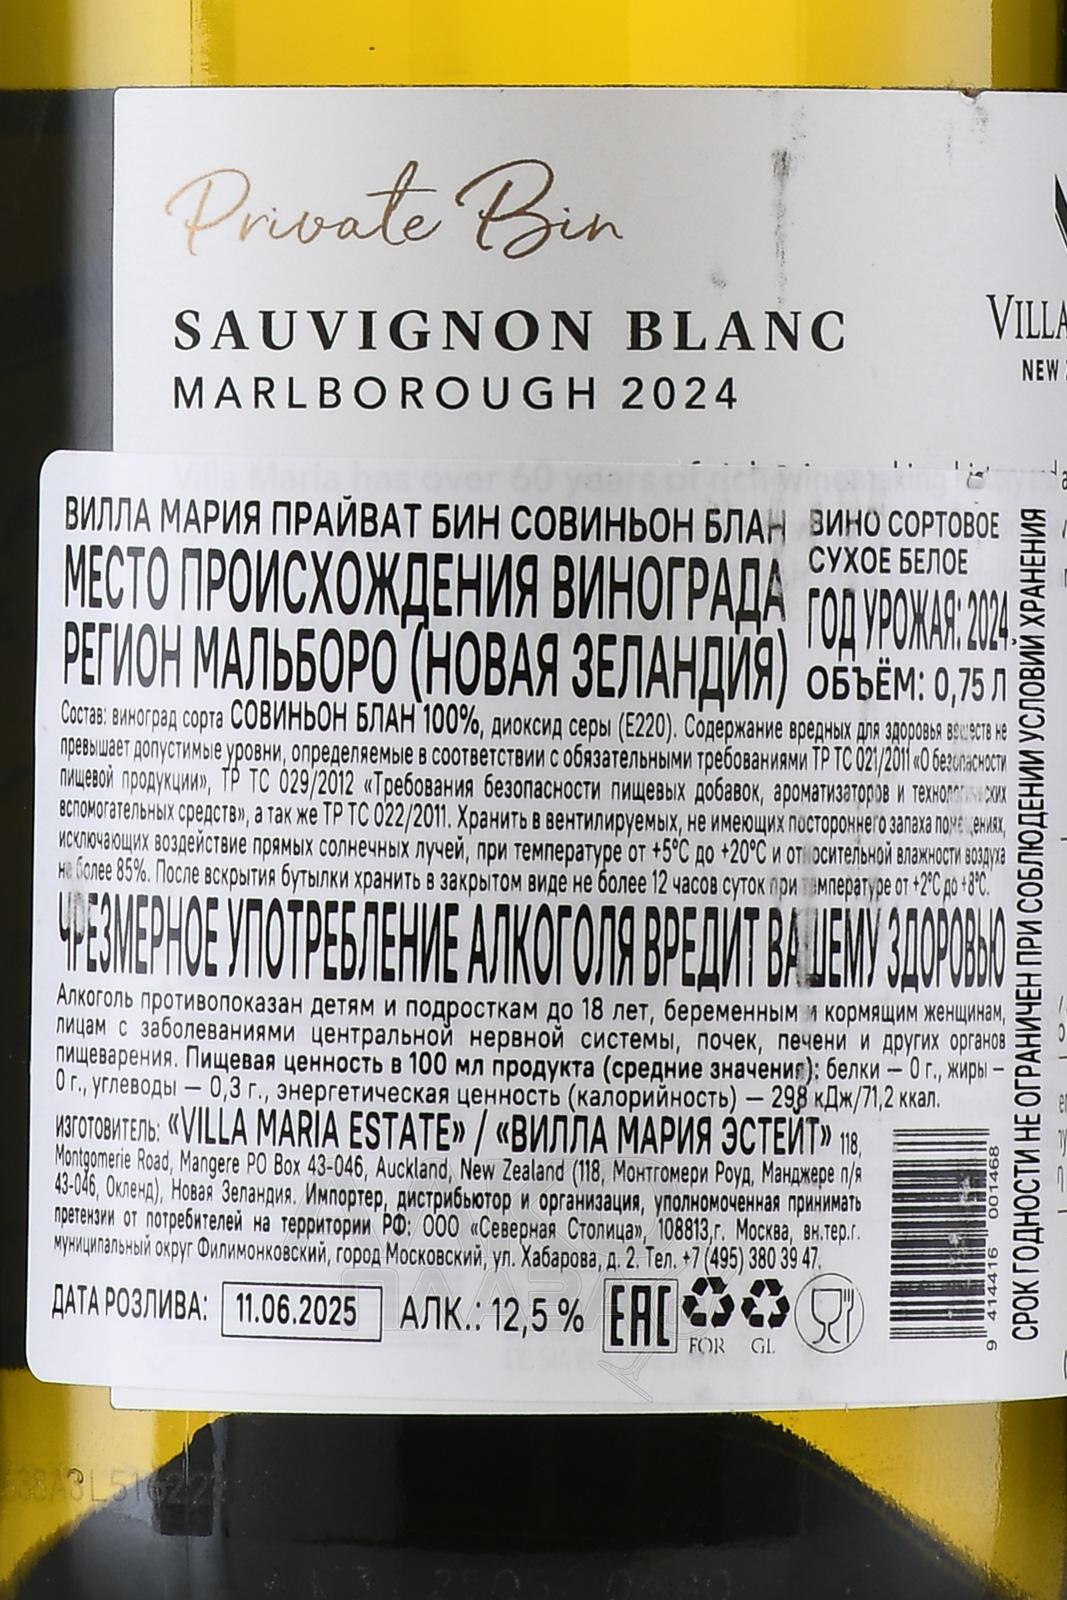 Private Bin
SAUVIGNON BLANC
MARLBOROUGH 2024
VILLA
NEW
Villa Maria has over 60 years of rich winemaking
ВИЛЛА МАРИЯ ПРАЙВАТ БИН СОВИНЬОН БЛАН
МЕСТО ПРОИСХОЖДЕНИЯ ВИНОГРАДА
РЕГИОН МАЛЬБОРО (НОВАЯ ЗЕЛАНДИЯ)
ВИНО СОРТОВОЕ
СУХОЕ БЕЛОЕ
ГОД УРОЖАЯ: 2024
ОБЪЁМ: 0,75 Л
Состав: виноград сорта СОВИНЬОН БЛАН 100%, диоксид серы (Е220). Содержание вредных для здоровья веществ не
превышает допустимые уровни, определяемые в соответствии с обязательными требованиями ТР ТС 021/2011 «О безопасности
пищевой продукции», ТР ТС 029/2012 «Требования безопасности пищевых добавок, ароматизаторов и технологических
вспомогательных средств», а так же ТР ТС 022/2011. Хранить в вентилируемых, не имеющих постороннего запаха помещениях,
исключающих воздействие прямых солнечных лучей, при температуре от +5°С до +20°С и относительной влажности воздуха
не более 85%. После вскрытия бутылки хранить в закрытом виде не более 12 часов суток при температуре от +2°С до +8°С.
ЧРЕЗМЕРНОЕ УПОТРЕБЛЕНИЕ АЛКОГОЛЯ ВРЕДИТ ВАШЕМУ ЗДОРОВЬЮ
Алкоголь противопоказан детям и подросткам до 18 лет, беременным и кормящим женщинам,
лицам с заболеваниями центральной нервной системы, почек, печени и других органов
пищеварения. Пищевая ценность в 100 мл продукта (средние значения): белки – 0 г., жиры –
0 г., углеводы – 0,3 г., энергетическая ценность (калорийность) – 298 кДж/71,2 ккал.
ИЗГОТОВИТЕЛЬ: «VILLA MARIA ESTATE» / «ВИЛЛА МАРИЯ ЭСТЕЙТ» 118,
Montgomerie Road, Mangere PO Box 43-046, Auckland, New Zealand (118, Монтгомери Роуд, Манджере п/я
43-046, Окленд), Новая Зеландия. Импортер, дистрибьютор и организация, уполномоченная принимать
претензии от потребителей на территории РФ: ООО «Северная Столица», 108813,г. Москва, вн.тер.г.
муниципальный округ Филимонковский, город Московский, ул. Хабарова, д. 2. Тел. +7 (495) 380 39 47.
ДАТА РОЗЛИВА: 11.06.2025 АЛК.: 12,5 % EAC
FOR GL
9 414416 001468
СРОК ГОДНОСТИ НЕ ОГРАНИЧЕН ПРИ СОБЛЮДЕНИИ УСЛОВИЙ ХРАНЕНИЯ